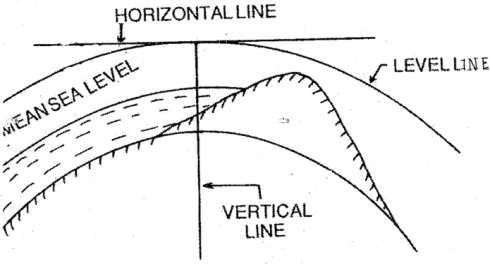 HORIZONTAL LINE
LEVEL LINE
MEAN SEA LEVEL
VERTICAL
LINE